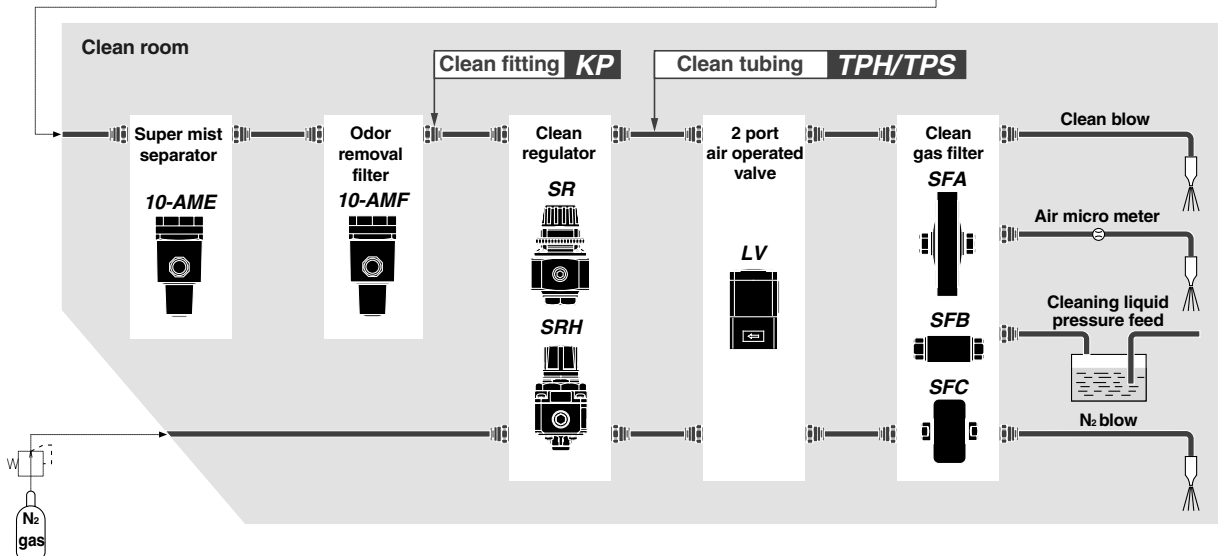 Clean room
Clean fitting KP
Clean tubing TPH/TPS
Super mist
separator
10-AME
Odor
removal
filter
10-AMF
Clean
regulator
SR
SRH
2 port
air operated
valve
LV
Clean
gas filter
SFA
SFB
SFC
Clean blow
Air micro meter
Cleaning liquid
pressure feed
N2 blow
N2
gas